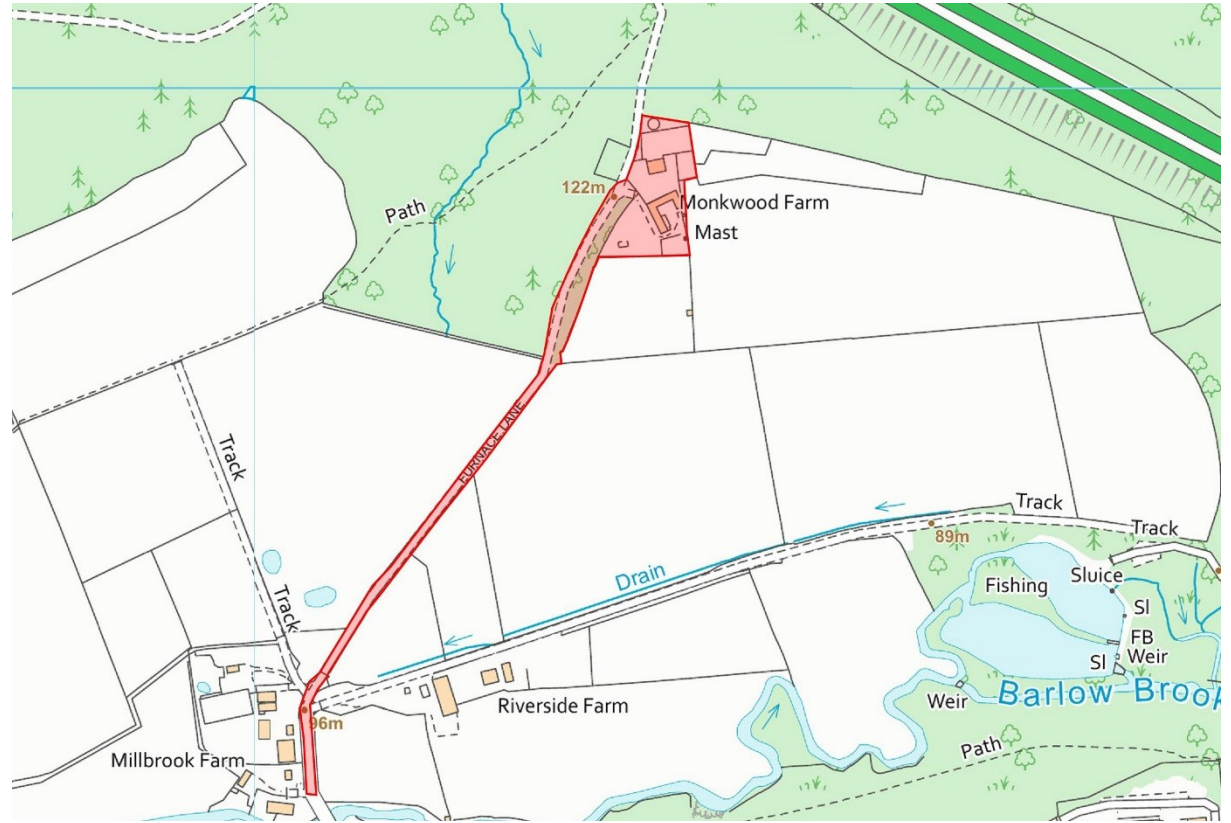 122m
Path
Monkwood Farm
Mast
FURNACE LANE
Track
Track
Track
Track
89m
Drain
Fishing
Sluice
Sl
FB
Weir
Sl
Weir
Barlow Brook
Riverside Farm
96m
Millbrook Farm
Path